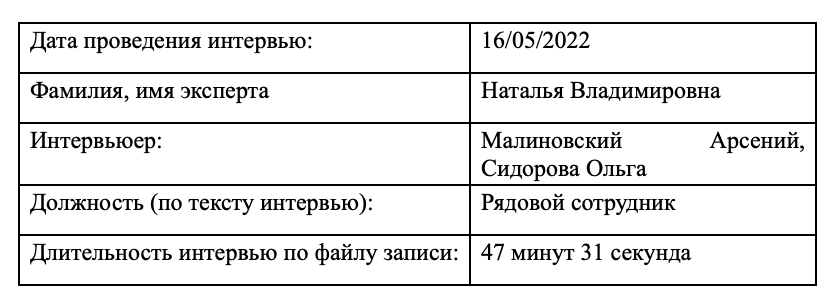 Дата проведения интервью: 16/05/2022
Фамилия, имя эксперта Наталья Владимировна
Интервьюер: Малиновский Арсений,
Сидорова Ольга
Должность (по тексту интервью): Рядовой сотрудник
Длительность интервью по файлу записи: 47 минут 31 секунда